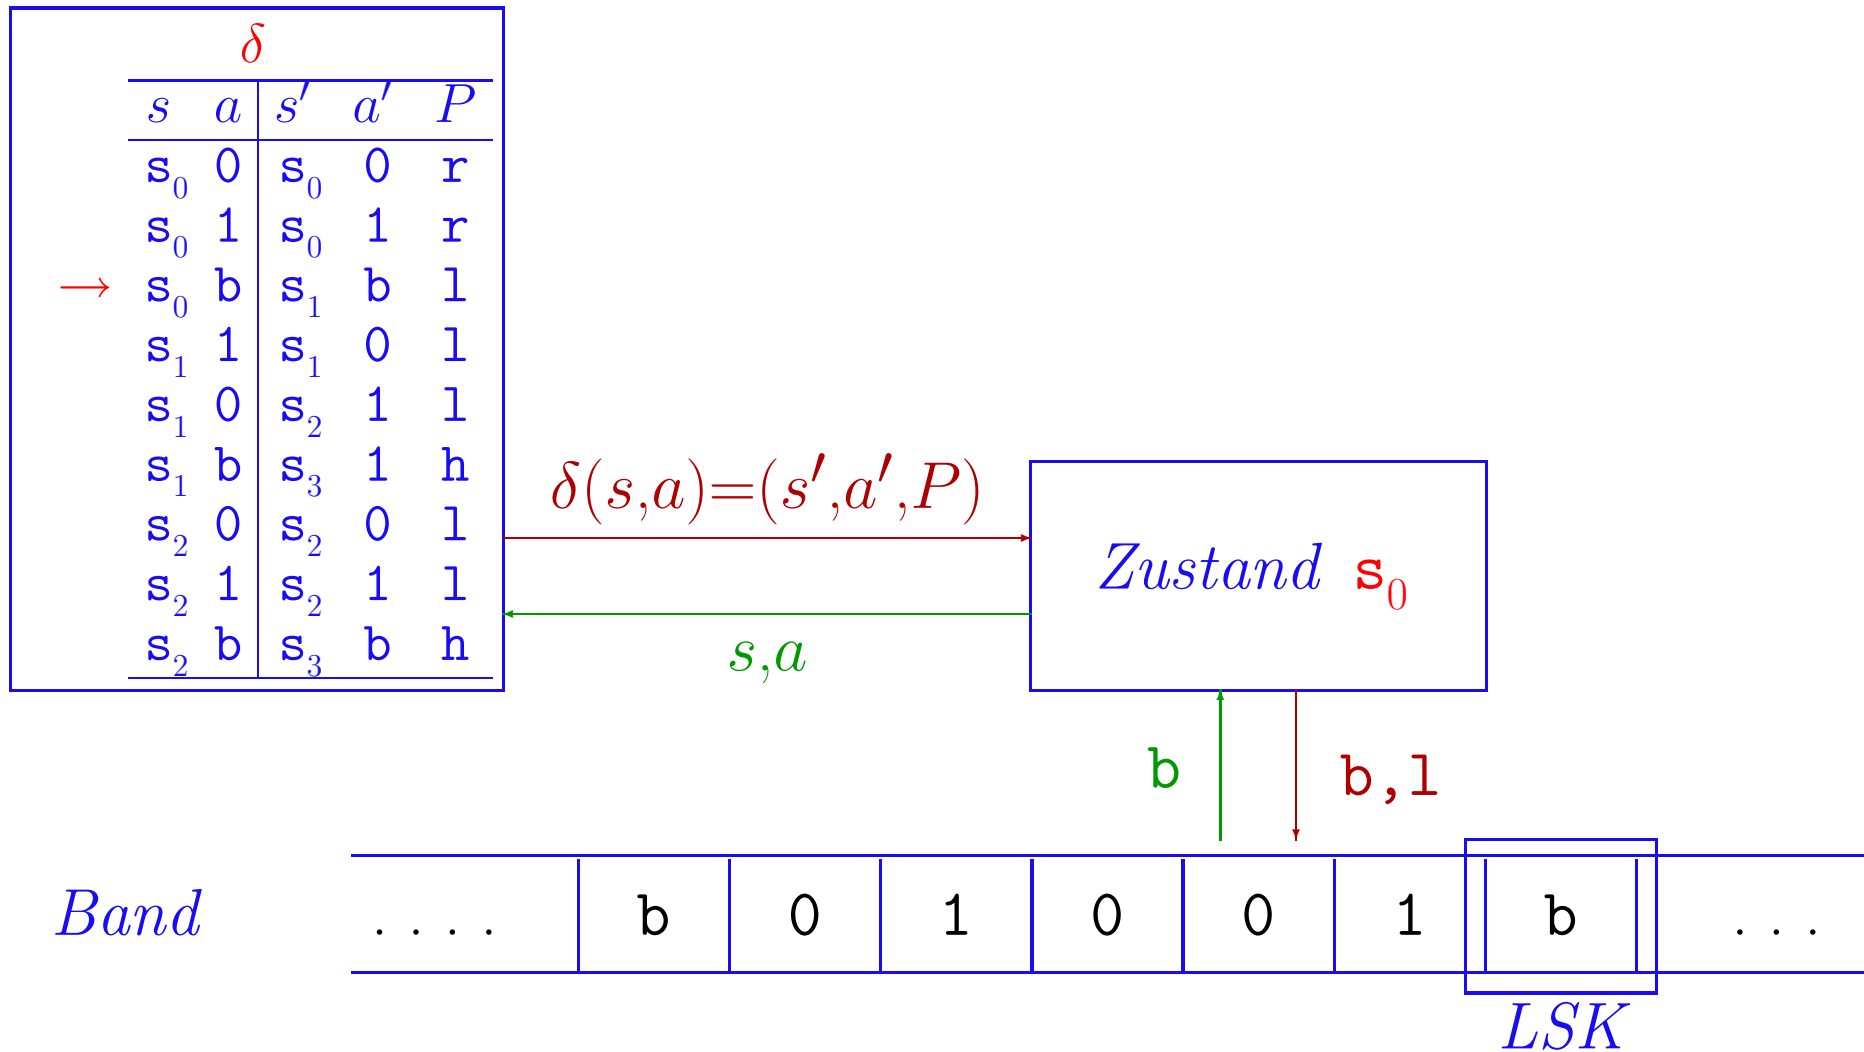 δ
s a s′ a′ P
s₀ 0 s₀ 0 r
s₀ 1 s₀ 1 r
→ s₀ b s₁ b l
s₁ 1 s₁ 0 l
s₁ 0 s₂ 1 l
s₁ b s₃ 1 h
s₂ 0 s₂ 0 l
s₂ 1 s₂ 1 l
s₂ b s₃ b h
δ(s,a)=(s′,a′,P)
s,a
Zustand s₀
b
b,l
Band . . . . b 0 1 0 0 1 b . . .
LSK